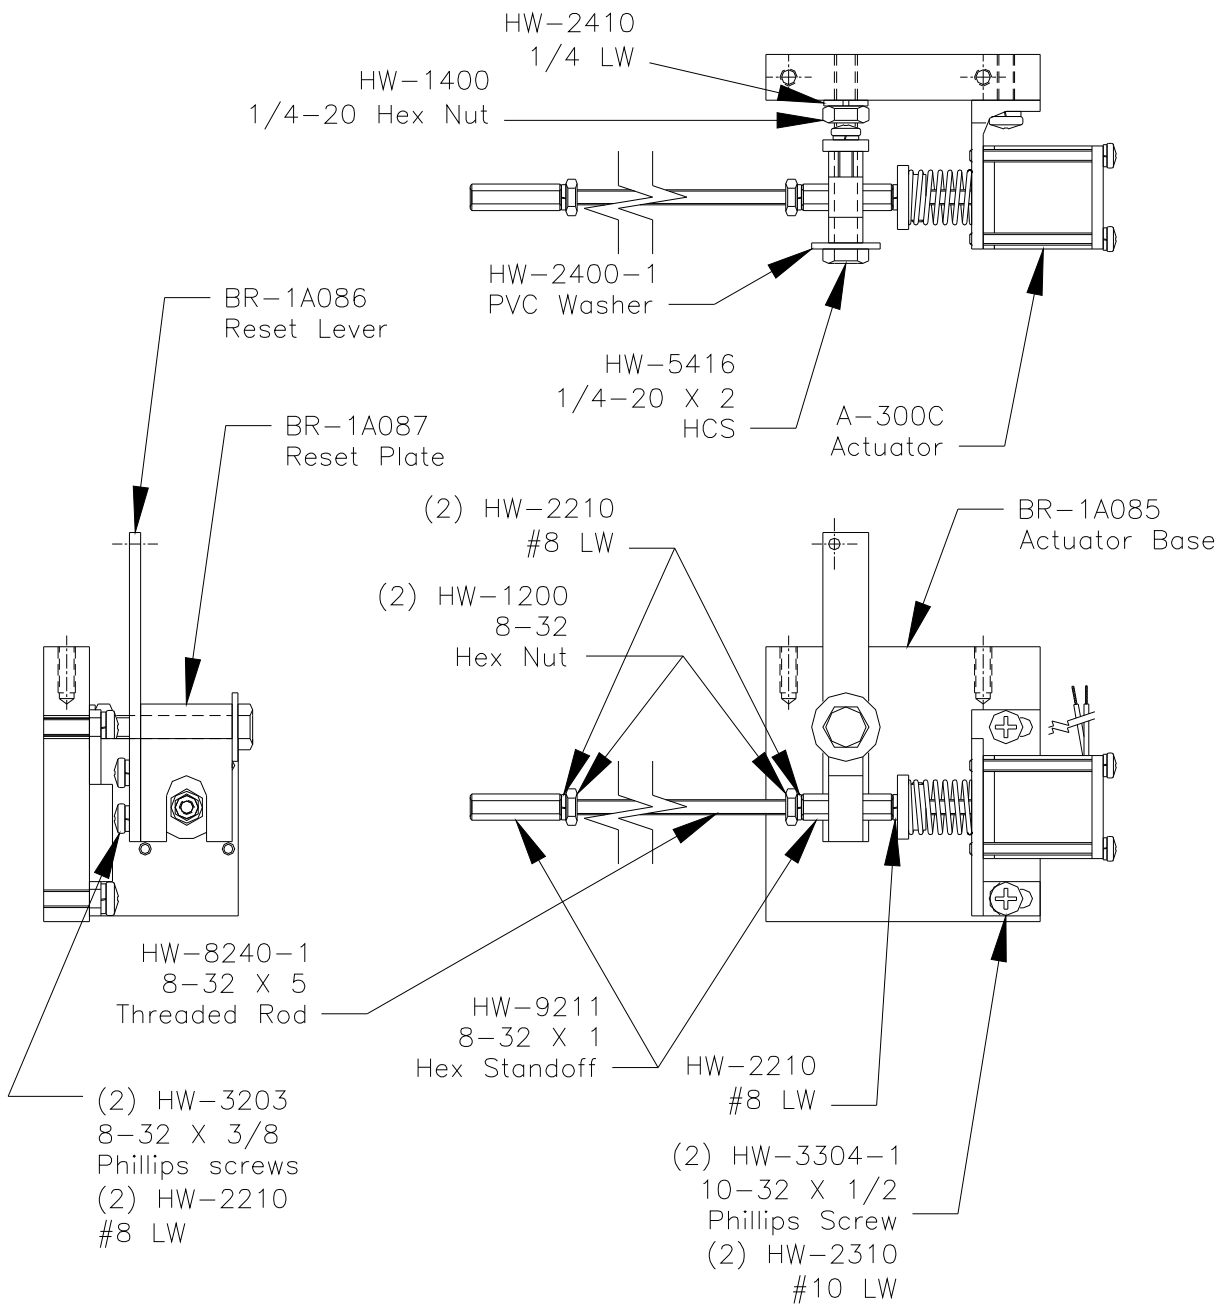 HW-2410
1/4 LW
HW-1400
1/4-20 Hex Nut
HW-2400-1
PVC Washer
BR-1A086
Reset Lever
HW-5416
1/4-20 X 2
HCS
A-300C
Actuator
BR-1A087
Reset Plate
(2) HW-2210
#8 LW
BR-1A085
Actuator Base
(2) HW-1200
8-32
Hex Nut
HW-8240-1
8-32 X 5
Threaded Rod
HW-9211
8-32 X 1
Hex Standoff
HW-2210
#8 LW
(2) HW-3203
8-32 X 3/8
Phillips screws
(2) HW-2210
#8 LW
(2) HW-3304-1
10-32 X 1/2
Phillips Screw
(2) HW-2310
#10 LW